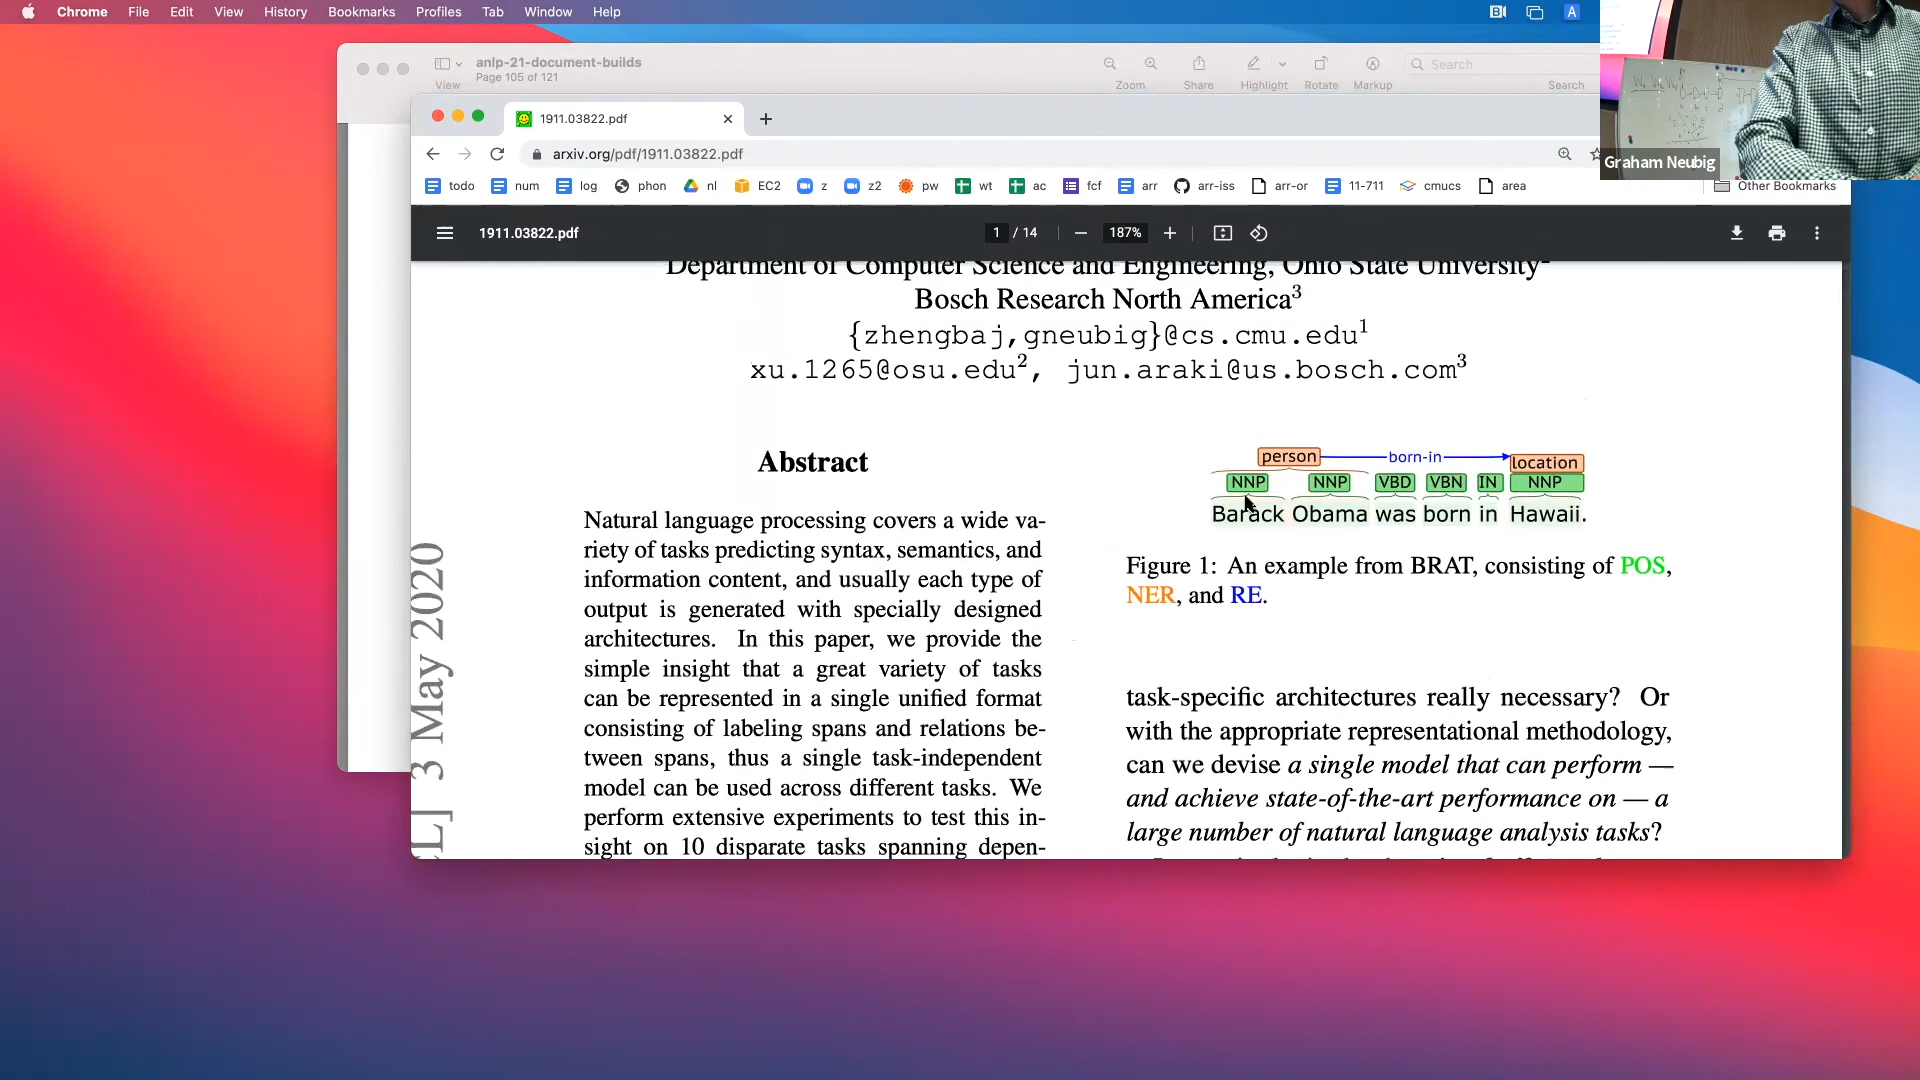 Chrome File Edit View History Bookmarks Profiles Tab Window Help
anlp-21-document-builds
Page 105 of 121
View Zoom Share Highlight Rotate Markup Search
Search
1911.03822.pdf
arxiv.org/pdf/1911.03822.pdf
Graham Neubig
todo num log phon nl EC2 z z2 pw wt ac fcf arr arr-iss arr-or 11-711 cmucs area Other Bookmarks
1911.03822.pdf 1 / 14 187%
Department of Computer Science and Engineering, Ohio State University
Bosch Research North America3
{zhengbaj,gneubig}@cs.cmu.edu1
xu.1265@osu.edu2, jun.araki@us.bosch.com3
3 May 2020
Abstract
Natural language processing covers a wide va-
riety of tasks predicting syntax, semantics, and
information content, and usually each type of
output is generated with specially designed
architectures. In this paper, we provide the
simple insight that a great variety of tasks
can be represented in a single unified format
consisting of labeling spans and relations be-
tween spans, thus a single task-independent
model can be used across different tasks. We
perform extensive experiments to test this in-
sight on 10 disparate tasks spanning depen-
person born-in location
NNP NNP VBD VBN IN NNP
Barack Obama was born in Hawaii.
Figure 1: An example from BRAT, consisting of POS,
NER, and RE.
task-specific architectures really necessary? Or
with the appropriate representational methodology,
can we devise a single model that can perform —
and achieve state-of-the-art performance on — a
large number of natural language analysis tasks?